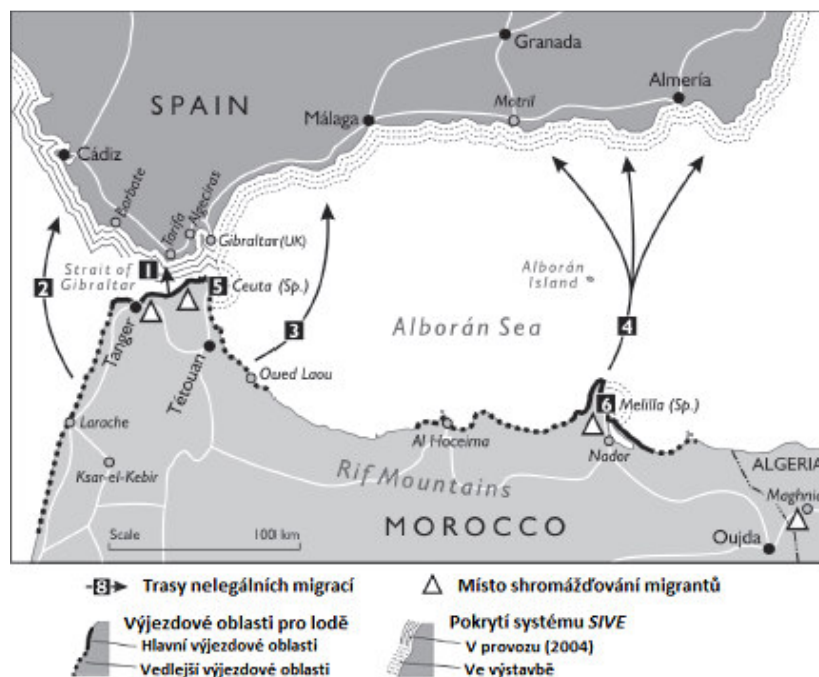 Granada
Almería
SPAIN
Málaga
Motril
Cádiz
Barbate
Tarifa
Algeciras
Gibraltar (UK)
1
2
Strait of
Gibraltar
5
Ceuta (Sp.)
Alborán
Island
3
4
Alborán Sea
Tanger
Tétouan
Oued Laou
6
Melilla (Sp.)
Larache
Al Hoceima
Nador
ALGERIA
Ksar-el-Kebir
Rif Mountains
Maghnia
MOROCCO
Oujda
Scale
100 km
8 Trasy nelegálních migrací
Místo shromážďování migrantů
Výjezdové oblasti pro lodě
Hlavní výjezdové oblasti
Vedlejší výjezdové oblasti
Pokrytí systému SIVE
V provozu (2004)
Ve výstavbě